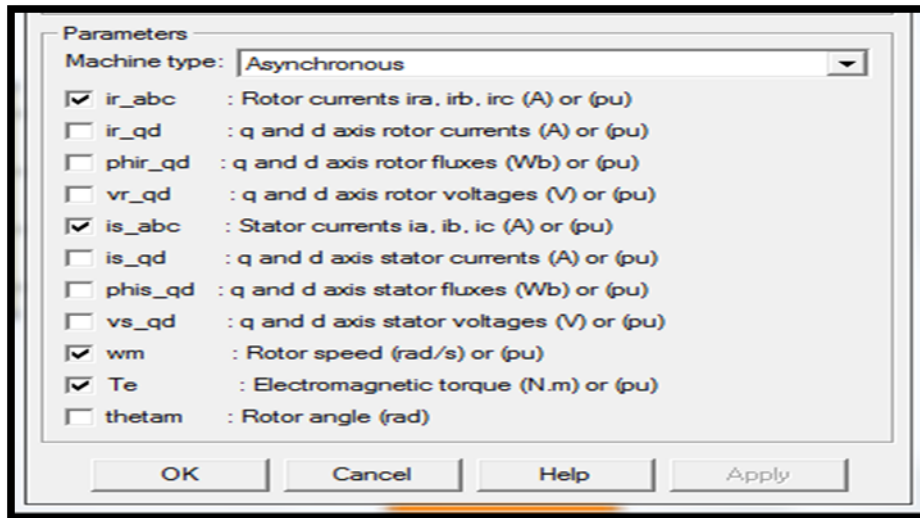 Parameters
Machine type: Asynchronous
ir_abc : Rotor currents ira, irb, irc (A) or (pu)
ir_qd : q and d axis rotor currents (A) or (pu)
phir_qd : q and d axis rotor fluxes (Wb) or (pu)
vr_qd : q and d axis rotor voltages (V) or (pu)
is_abc : Stator currents ia, ib, ic (A) or (pu)
is_qd : q and d axis stator currents (A) or (pu)
phis_qd : q and d axis stator fluxes (Wb) or (pu)
vs_qd : q and d axis stator voltages (V) or (pu)
wm : Rotor speed (rad/s) or (pu)
Te : Electromagnetic torque (N.m) or (pu)
thetam : Rotor angle (rad)
OK Cancel Help Apply